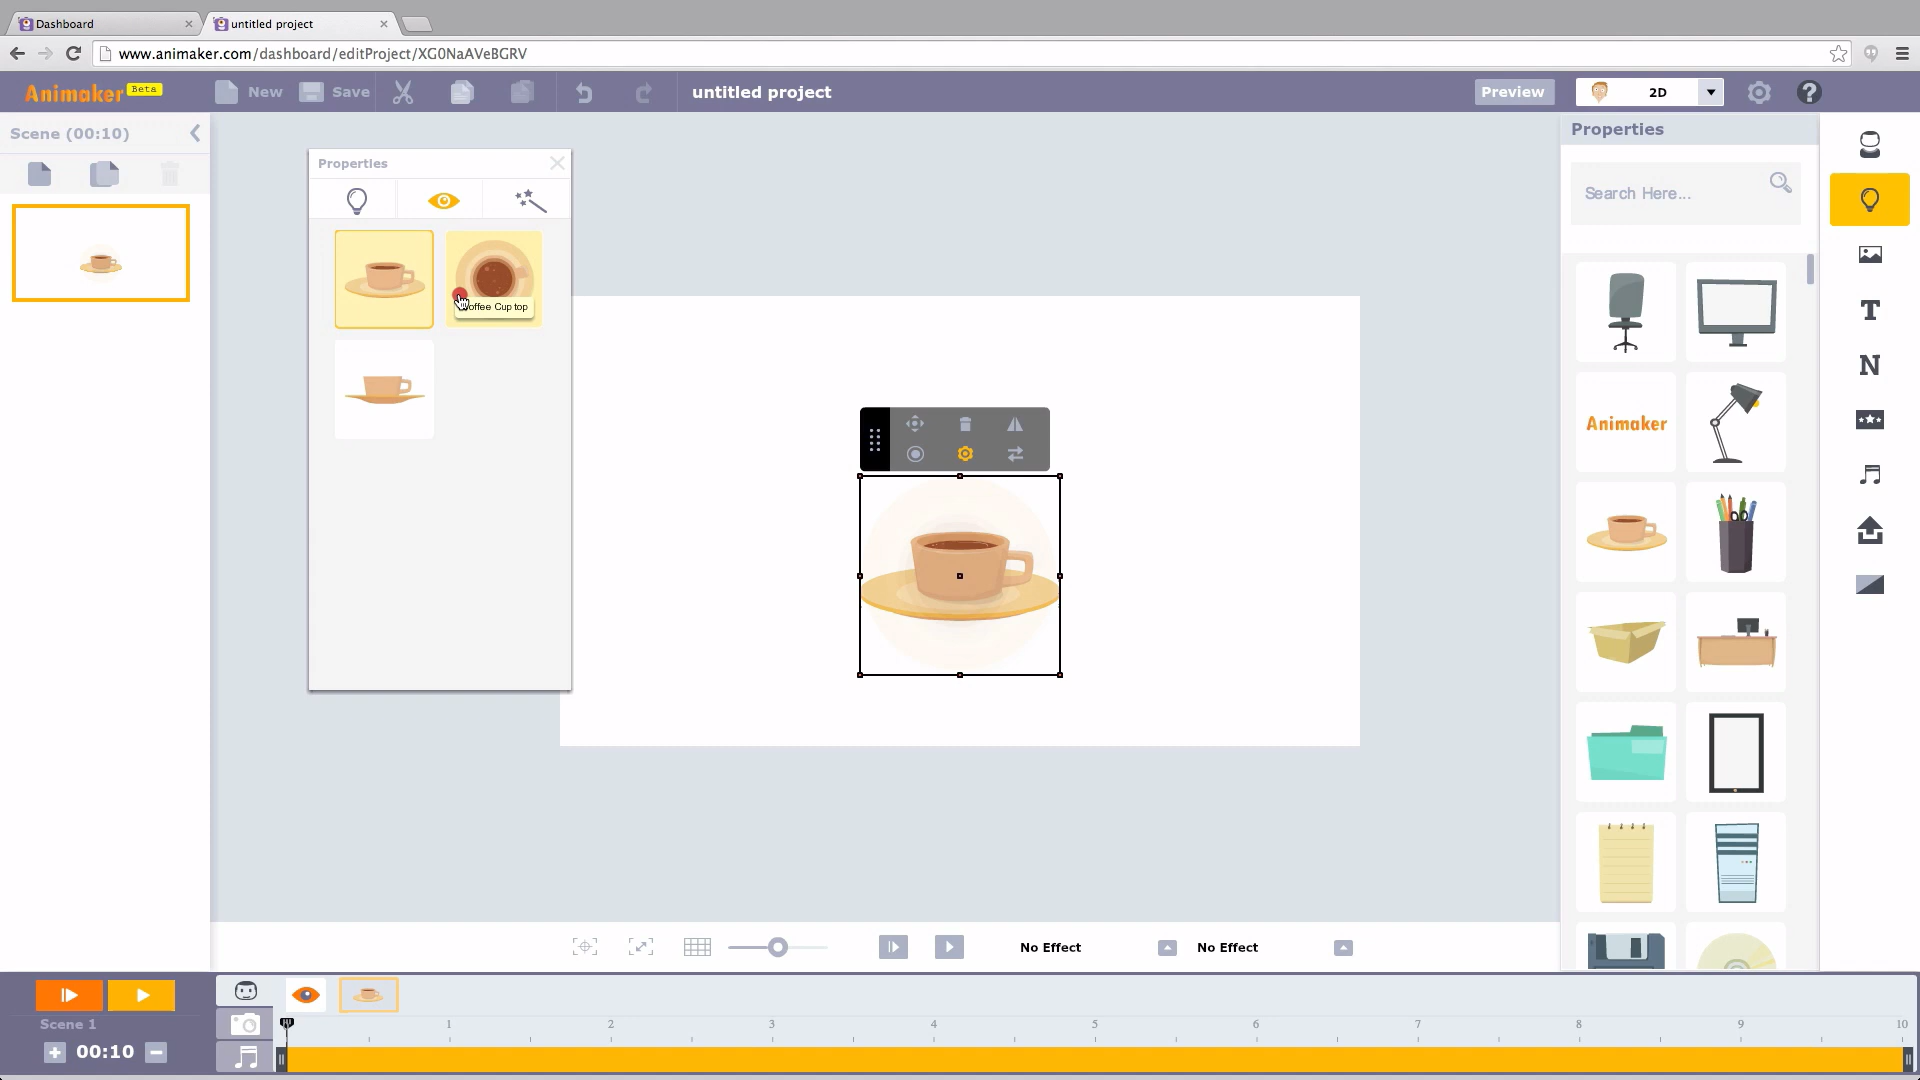 Dashboard
untitled project
www.animaker.com/dashboard/editProject/XG0NaAVeBGRV
Animaker Beta
New
Save
untitled project
Preview
2D
Scene (00:10)
Properties
Properties
Search Here...
Coffee Cup top
Animaker
T
N
No Effect
No Effect
Scene 1
00:10
1 2 3 4 5 6 7 8 9 10